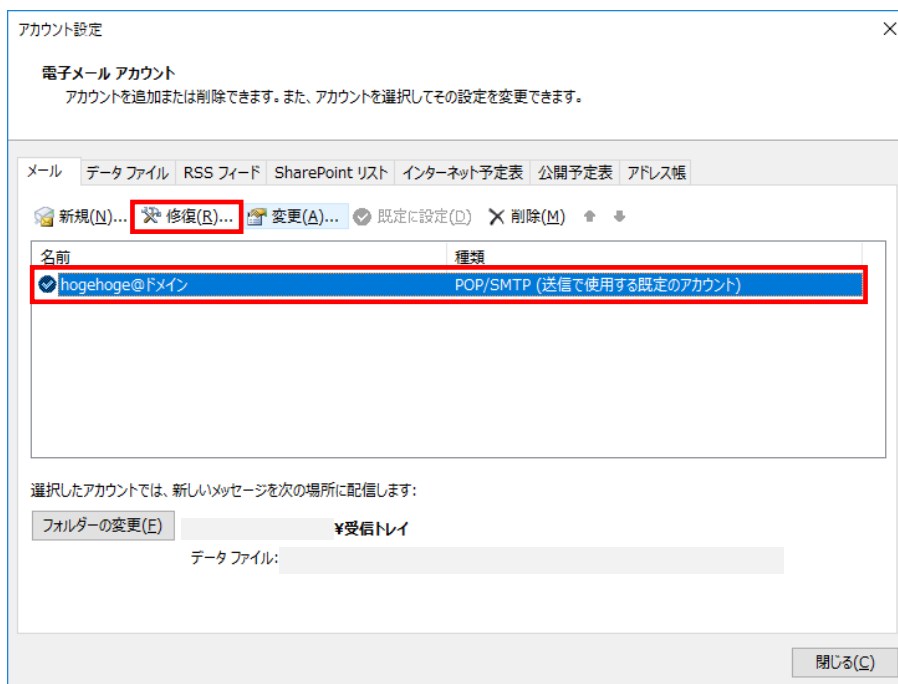 アカウント設定
電子メール アカウント
アカウントを追加または削除できます。また、アカウントを選択してその設定を変更できます。
メール データ ファイル RSS フィード SharePoint リスト インターネット予定表 公開予定表 アドレス帳
新規(N)... 修復(R)... 変更(A)... 既定に設定(D) 削除(M)
名前 種類
hogehoge@ドメイン POP/SMTP (送信で使用する既定のアカウント)
選択したアカウントでは、新しいメッセージを次の場所に配信します:
フォルダーの変更(F) ¥受信トレイ
データ ファイル:
閉じる(C)